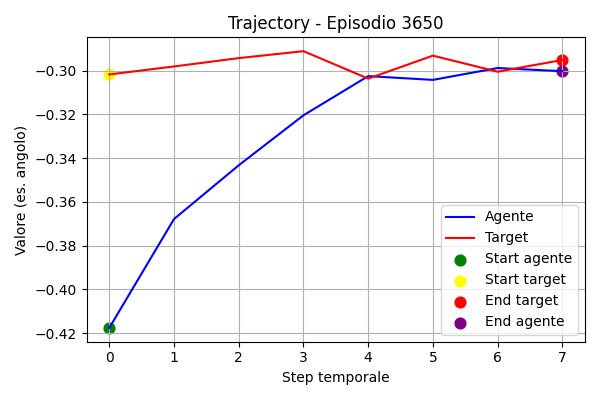 Trajectory - Episodio 3650
Valore (es. angolo)
−0.30
−0.32
−0.34
−0.36
−0.38
−0.40
−0.42
0 1 2 3 4 5 6 7
Step temporale
Agente
Target
Start agente
Start target
End target
End agente